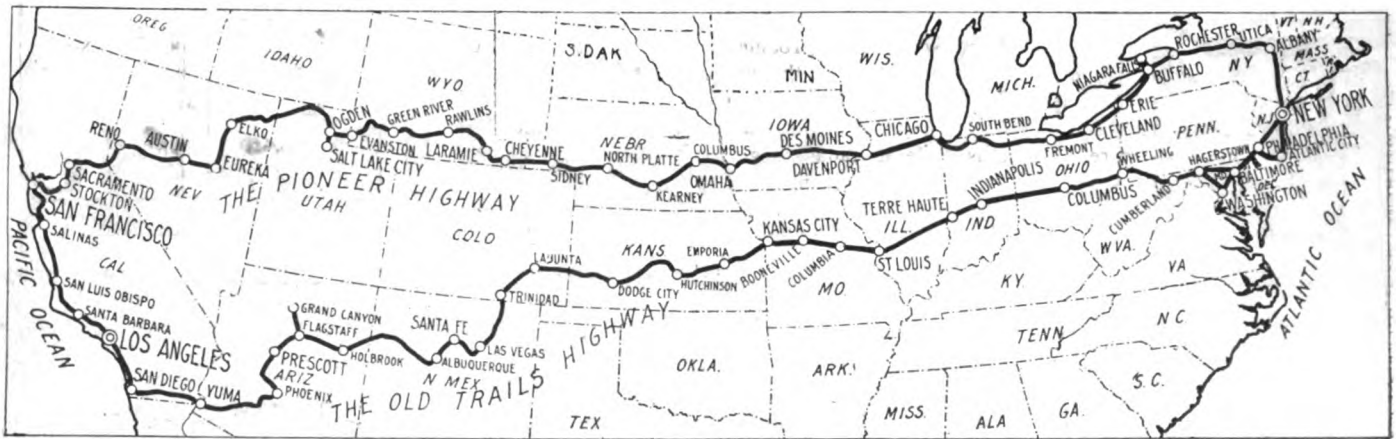 OREG
IDAHO
WYO
S.DAK
MIN
WIS.
MICH.
NIAGARA FALLS
ROCHESTER
UTICA
ALBANY
VT
N H
MASS
CT
BUFFALO
NY
NEW YORK
N J
PHILADELPHIA
ATLANTIC CITY
PENN.
ERIE
CLEVELAND
FREMONT
SOUTH BEND
CHICAGO
IOWA
DES MOINES
DAVENPORT
NEBR
COLUMBUS
OMAHA
NORTH PLATTE
KEARNEY
SIDNEY
CHEYENNE
LARAMIE
RAWLINS
GREEN RIVER
EVANSTON
OGDEN
SALT LAKE CITY
ELKO
EUREKA
AUSTIN
RENO
NEV
SACRAMENTO
STOCKTON
SAN FRANCISCO
THE PIONEER HIGHWAY
UTAH
COLO
KANS
PACIFIC OCEAN
SALINAS
CAL
SAN LUIS OBISPO
SANTA BARBARA
LOS ANGELES
SAN DIEGO
YUMA
PHOENIX
ARIZ
PRESCOTT
GRAND CANYON
FLAGSTAFF
HOLBROOK
ALBUQUERQUE
SANTA FE
LAS VEGAS
N MEX
THE OLD TRAILS HIGHWAY
TRINIDAD
LAJUNTA
DODGE CITY
HUTCHINSON
EMPORIA
KANSAS CITY
BOONEVILLE
COLUMBIA
ST LOUIS
MO.
TERRE HAUTE
ILL.
INDIANAPOLIS
IND
OHIO
COLUMBUS
WHEELING
CUMBERLAND
HAGERSTOWN
BALTIMORE
DEL
WASHINGTON
W VA.
VA
KY.
TENN
N C.
S.C.
OKLA.
ARK.
TEX
MISS.
ALA
GA.
ATLANTIC OCEAN